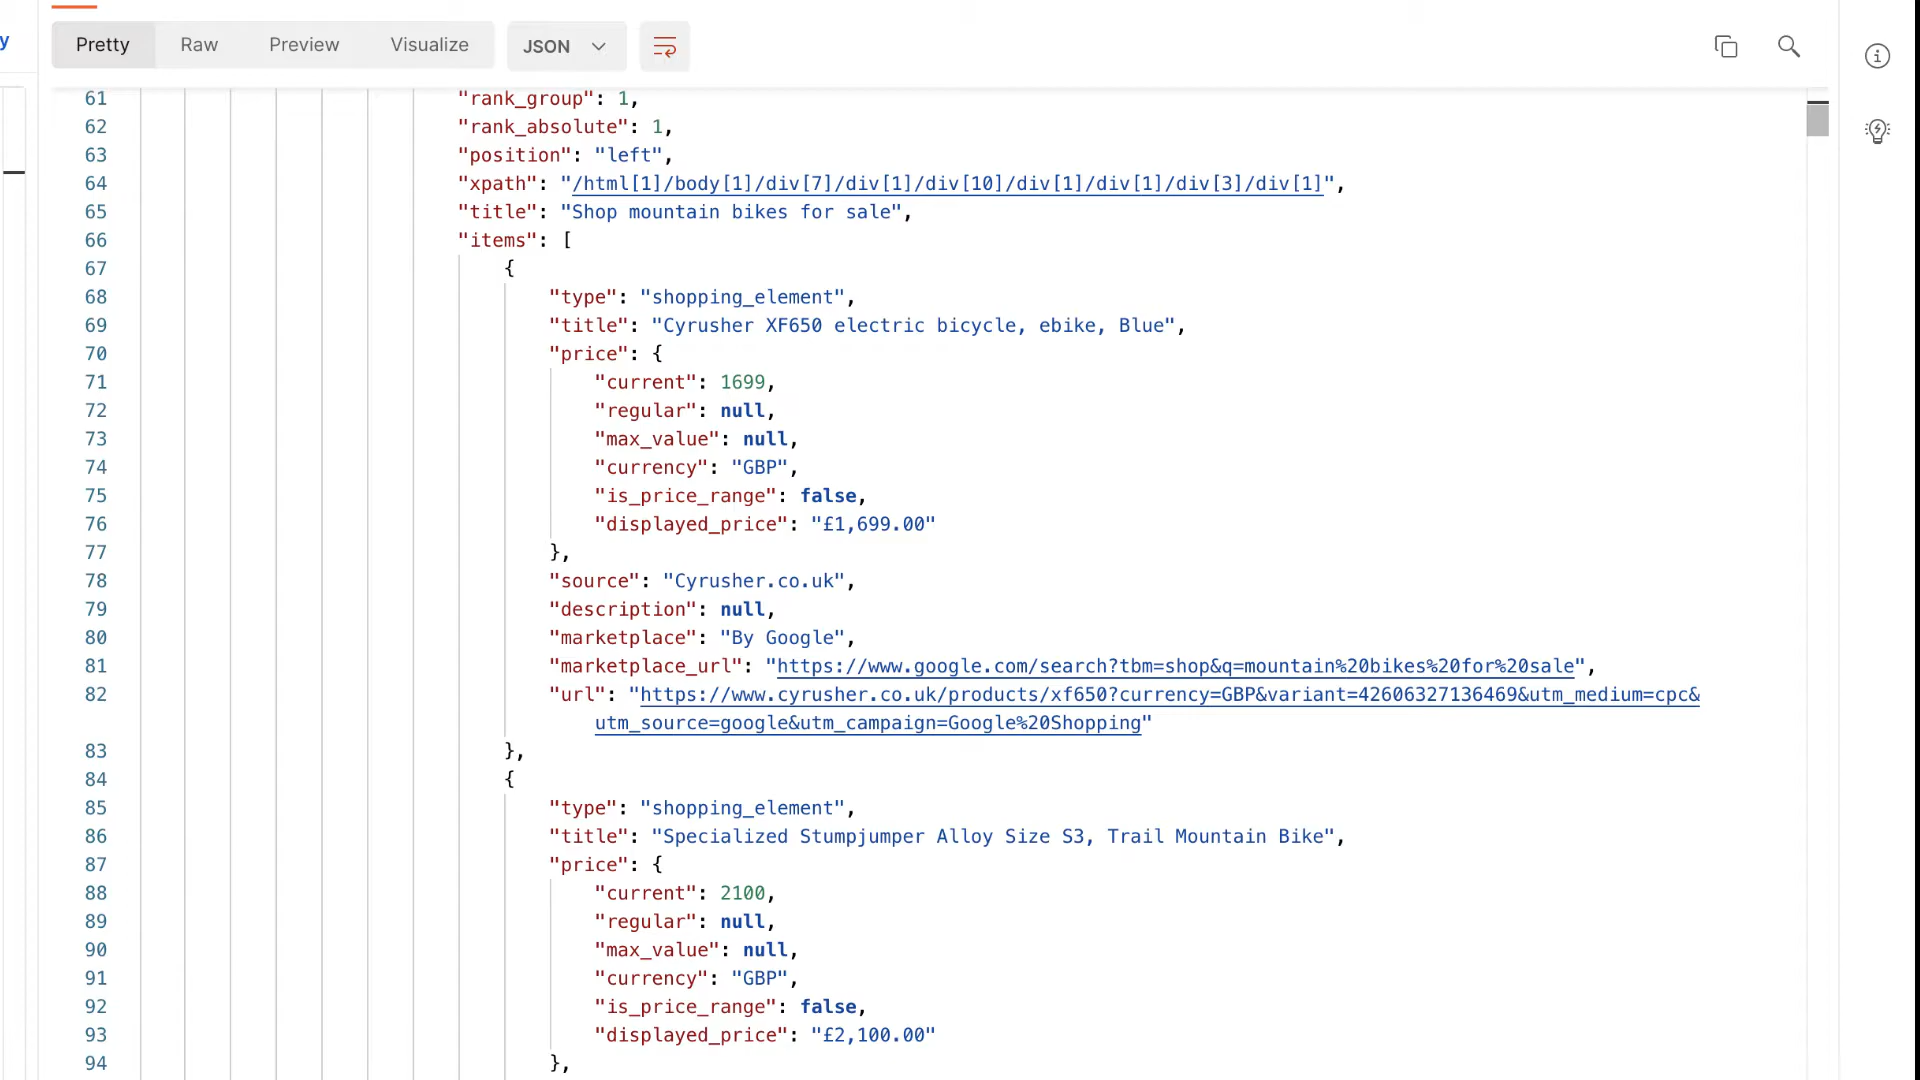 y
Pretty
Raw
Preview
Visualize
JSON
61 "rank_group": 1,
62 "rank_absolute": 1,
63 "position": "left",
64 "xpath": "/html[1]/body[1]/div[7]/div[1]/div[10]/div[1]/div[1]/div[3]/div[1]",
65 "title": "Shop mountain bikes for sale",
66 "items": [
67 {
68 "type": "shopping_element",
69 "title": "Cyrusher XF650 electric bicycle, ebike, Blue",
70 "price": {
71 "current": 1699,
72 "regular": null,
73 "max_value": null,
74 "currency": "GBP",
75 "is_price_range": false,
76 "displayed_price": "£1,699.00"
77 },
78 "source": "Cyrusher.co.uk",
79 "description": null,
80 "marketplace": "By Google",
81 "marketplace_url": "https://www.google.com/search?tbm=shop&q=mountain%20bikes%20for%20sale",
82 "url": "https://www.cyrusher.co.uk/products/xf650?currency=GBP&variant=42606327136469&utm_medium=cpc&
utm_source=google&utm_campaign=Google%20Shopping"
83 },
84 {
85 "type": "shopping_element",
86 "title": "Specialized Stumpjumper Alloy Size S3, Trail Mountain Bike",
87 "price": {
88 "current": 2100,
89 "regular": null,
90 "max_value": null,
91 "currency": "GBP",
92 "is_price_range": false,
93 "displayed_price": "£2,100.00"
94 },